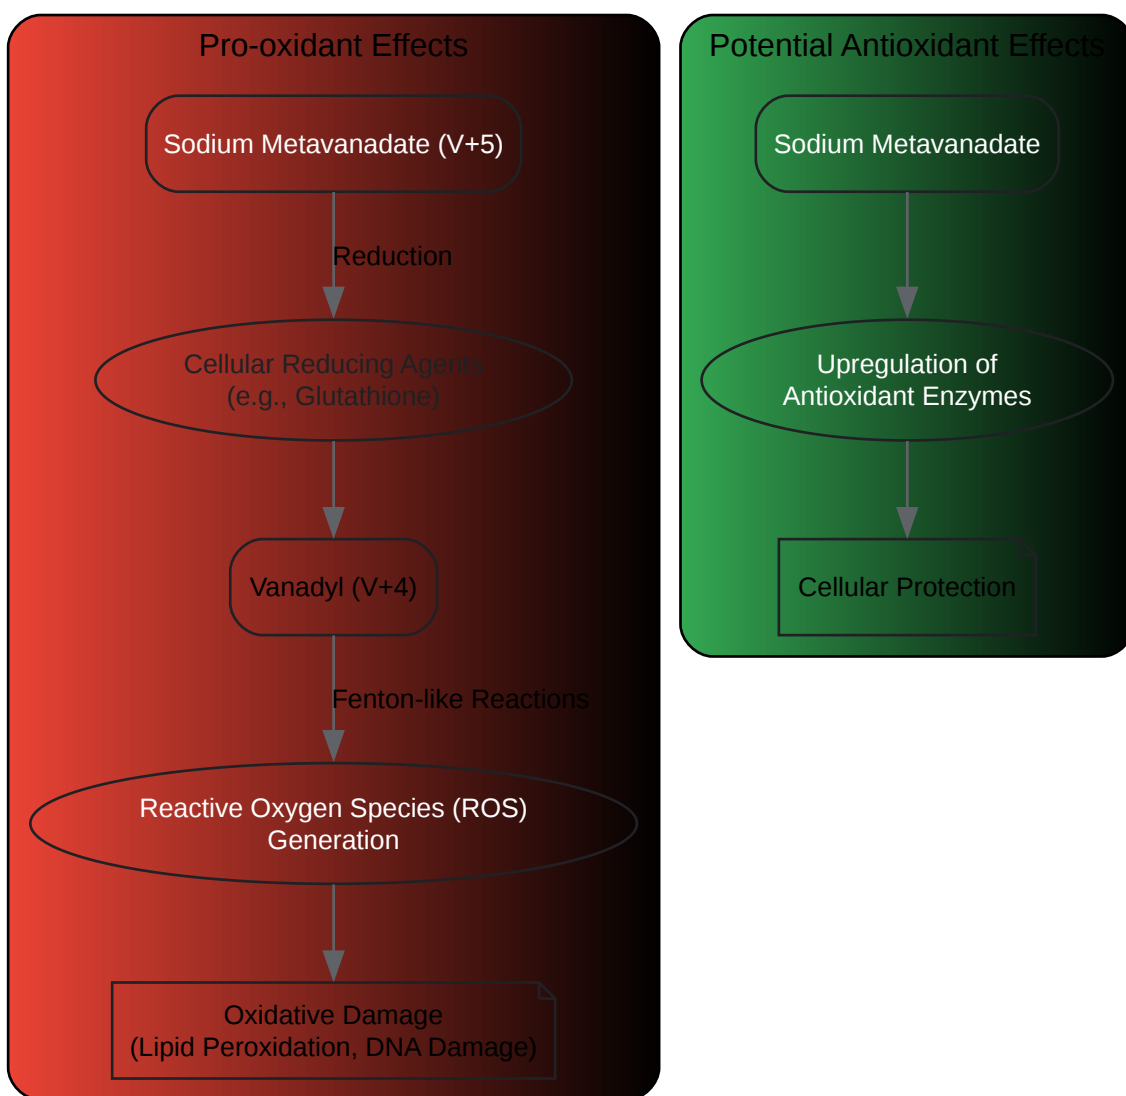 Pro-oxidant Effects
Sodium Metavanadate (V+5)
Reduction
Cellular Reducing Agents
(e.g., Glutathione)
Vanadyl (V+4)
Fenton-like Reactions
Reactive Oxygen Species (ROS)
Generation
Oxidative Damage
(Lipid Peroxidation, DNA Damage)
Potential Antioxidant Effects
Sodium Metavanadate
Upregulation of
Antioxidant Enzymes
Cellular Protection